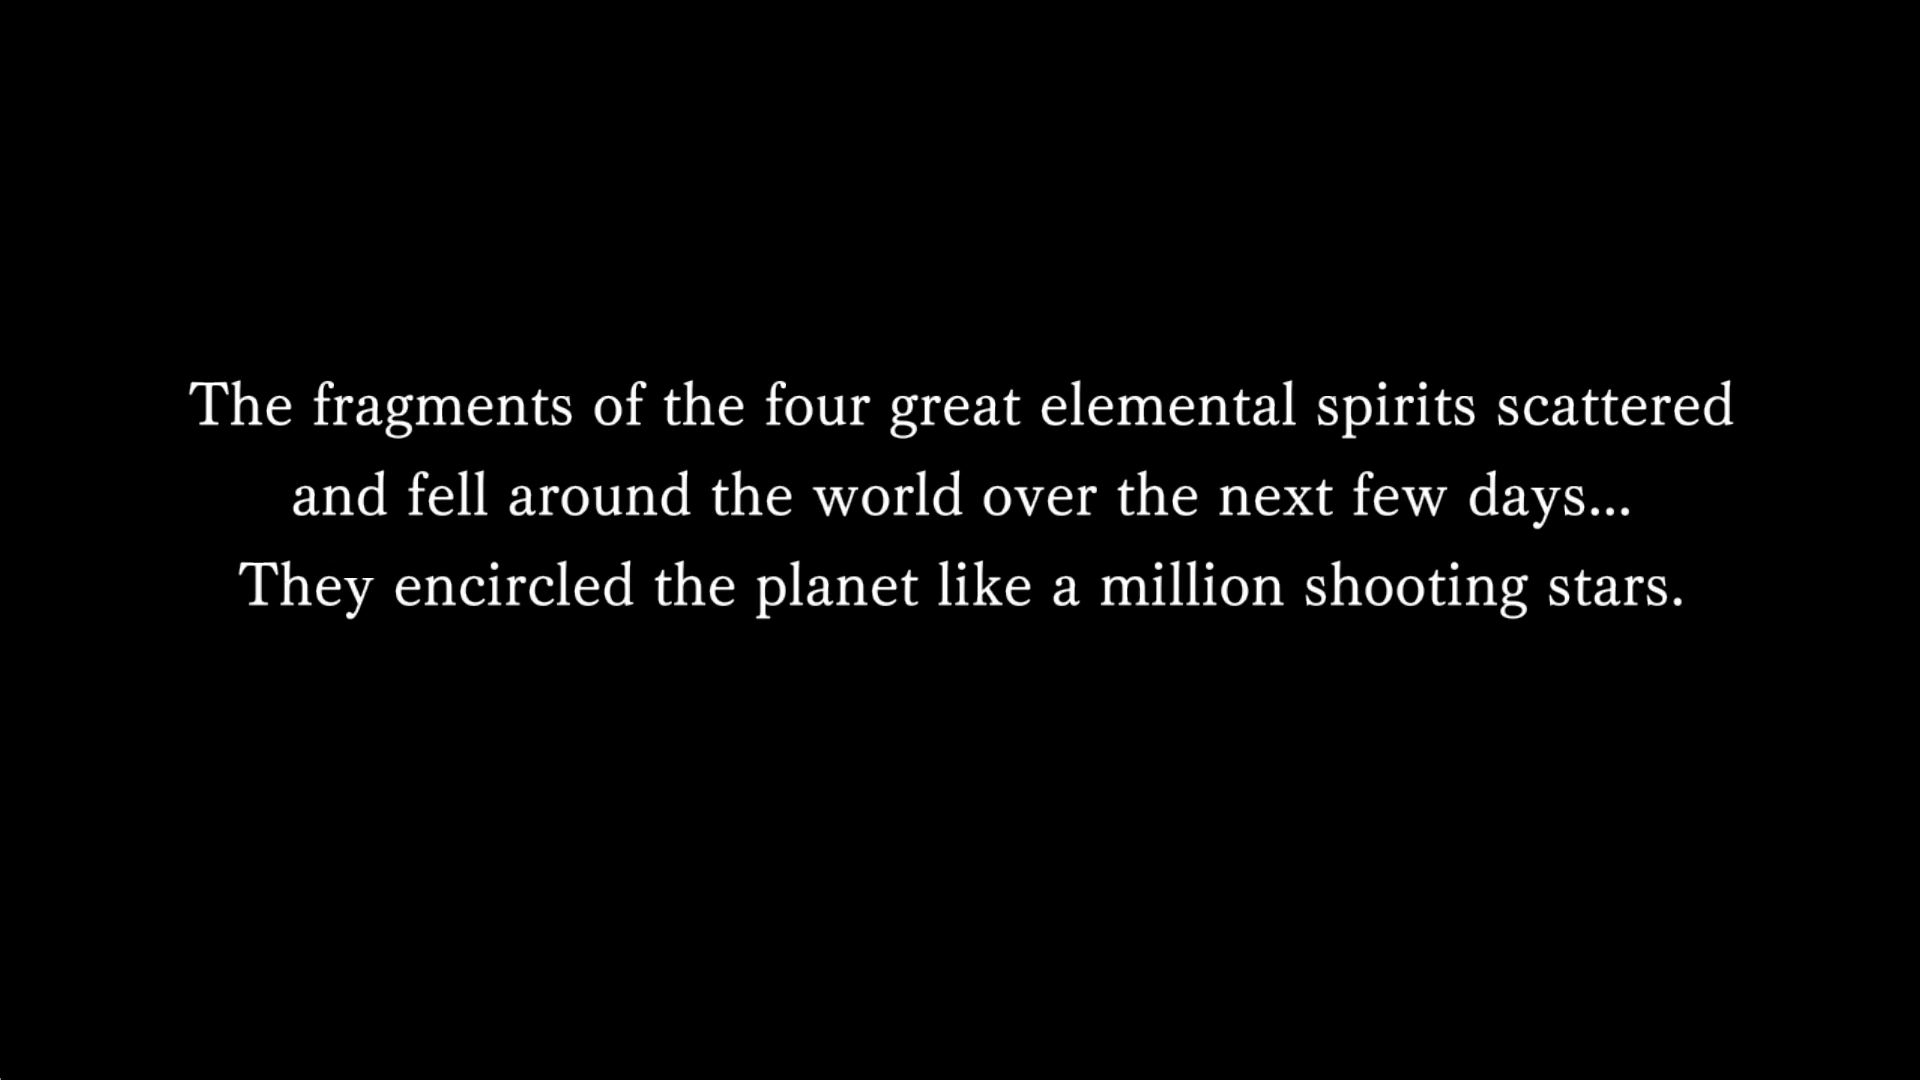 The fragments of the four great elemental spirits scattered
and fell around the world over the next few days...
They encircled the planet like a million shooting stars.